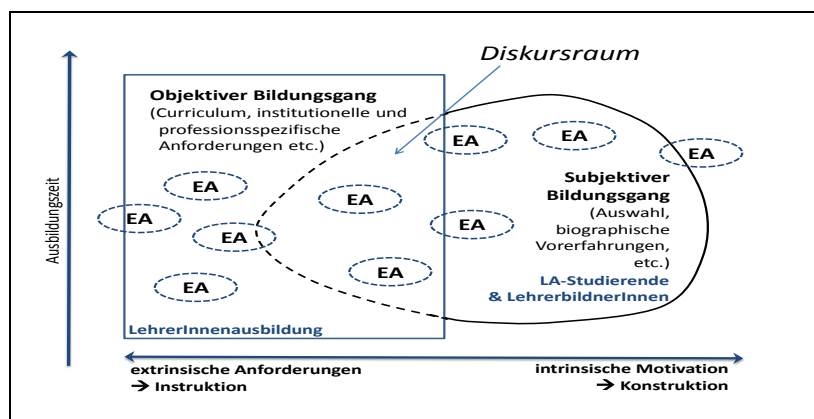 Diskursraum
Objektiver Bildungsgang
(Curriculum, institutionelle und
professionsspezifische
Anforderungen etc.)
EA
EA
EA
EA
EA
EA
EA
EA
EA
EA
EA
Subjektiver
Bildungsgang
(Auswahl,
biographische
Vorerfahrungen,
etc.)
LA-Studierende
& LehrerbildnerInnen
LehrerInnenausbildung
Ausbildungszeit
extrinsische Anforderungen
→ Instruktion
intrinsische Motivation
→ Konstruktion